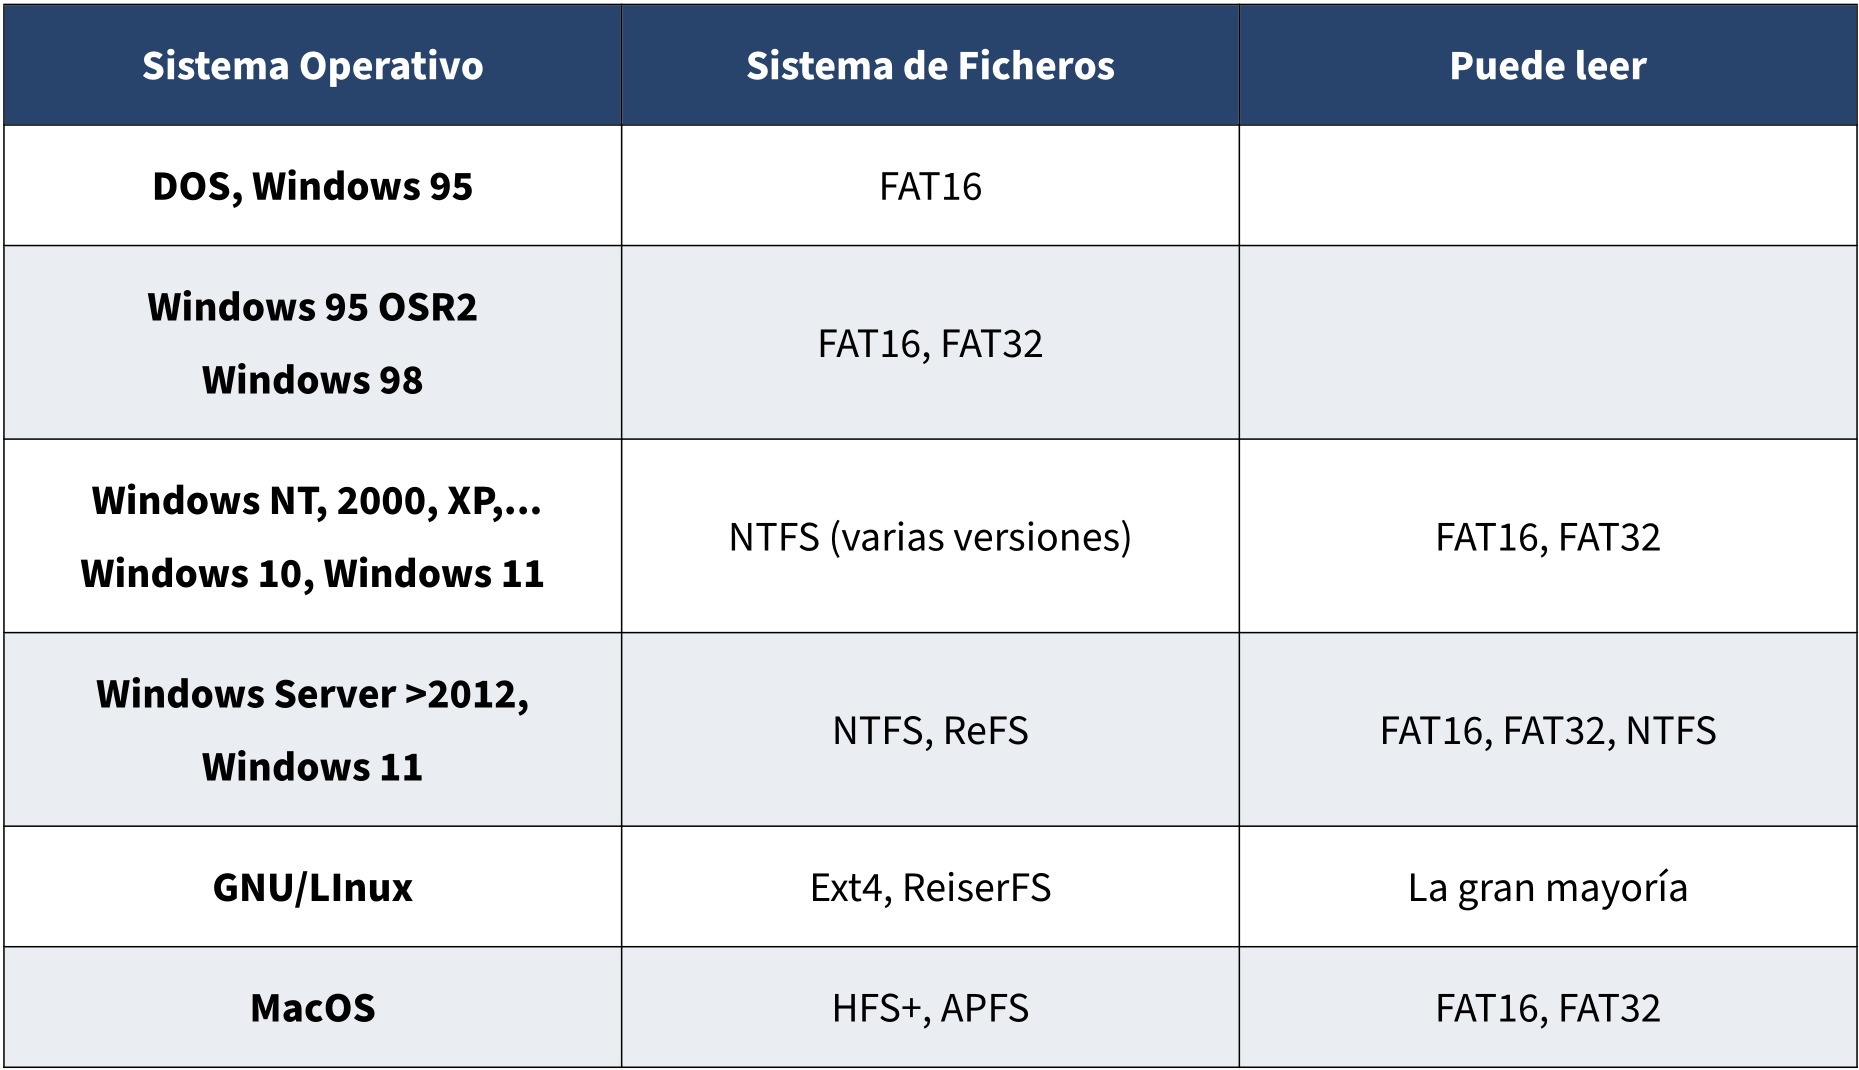 Sistema Operativo Sistema de Ficheros Puede leer
DOS, Windows 95 FAT16
Windows 95 OSR2
Windows 98
FAT16, FAT32
Windows NT, 2000, XP,...
Windows 10, Windows 11
NTFS (varias versiones) FAT16, FAT32
Windows Server >2012,
Windows 11
NTFS, ReFS FAT16, FAT32, NTFS
GNU/LInux Ext4, ReiserFS La gran mayoría
MacOS HFS+, APFS FAT16, FAT32